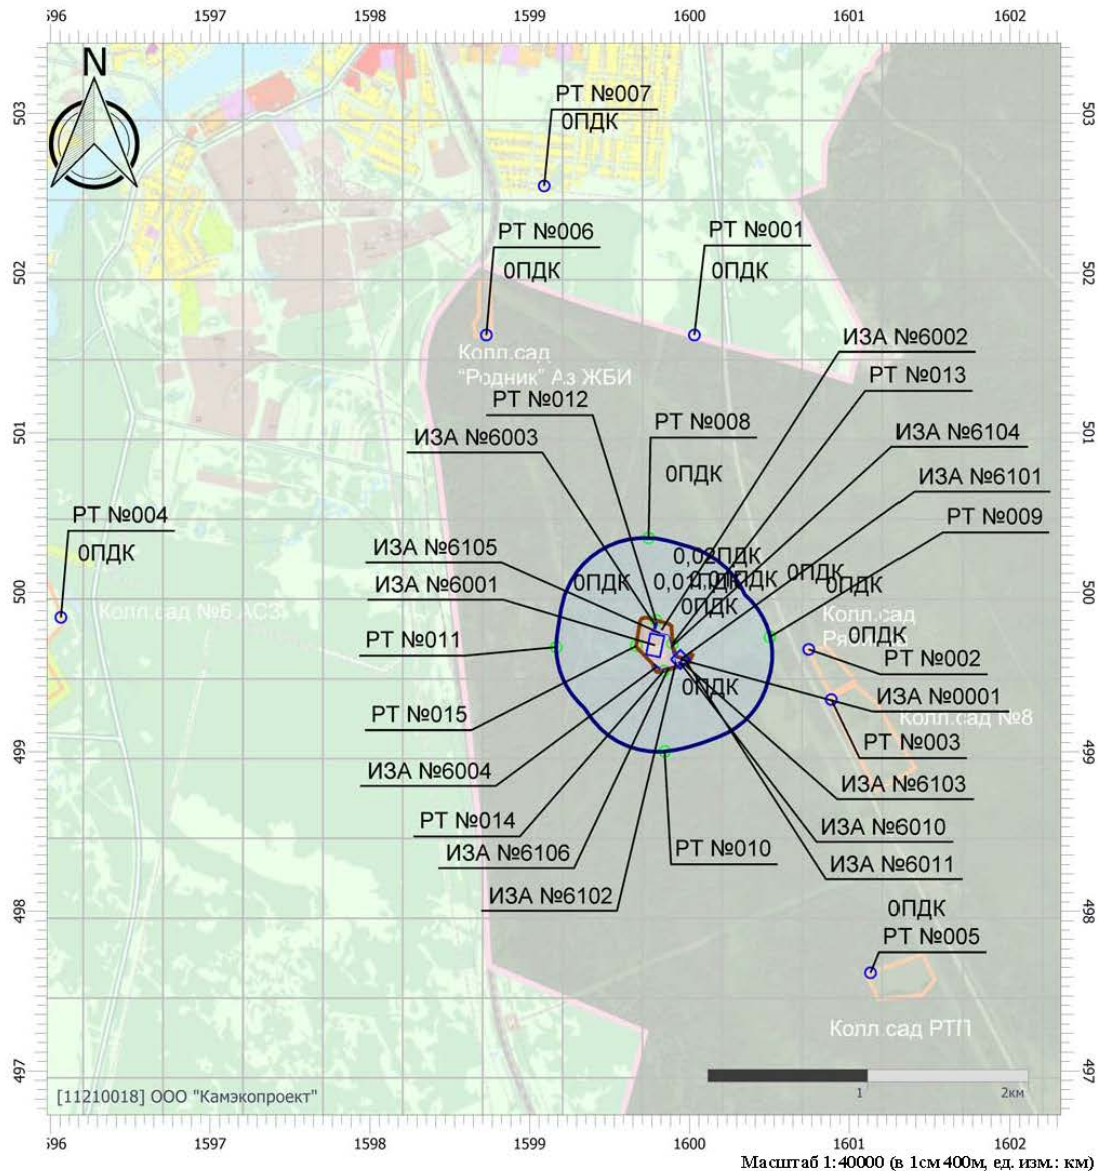 596 1597 1598 1599 1600 1601 1602
N
503 503
РТ №007
0ПДК
РТ №006
0ПДК
РТ №001
0ПДК
502 502
ИЗА №6002
Колл.сад
"Родник" Аз ЖБИ
РТ №013
РТ №012
РТ №008
ИЗА №6104
ИЗА №6003
501 501
0ПДК
ИЗА №6101
РТ №004
0ПДК
РТ №009
ИЗА №6105
0,02ПДК
0ПДК
0ПДК
0ПДК
ИЗА №6001
500 500
0ПДК
Колл.сад №6 АСЗ
Колл.сад
РТ №011
0ПДК
РТ №002
0ПДК
ИЗА №0001
РТ №015
Колл.сад №8
РТ №003
499 499
ИЗА №6004
ИЗА №6103
РТ №014
ИЗА №6010
ИЗА №6106
РТ №010
ИЗА №6011
ИЗА №6102
498 498
0ПДК
РТ №005
Колл сад РТП
497 497
[11210018] ООО "Камэкопроект"
1 2км
596 1597 1598 1599 1600 1601 1602
Масштаб 1:40000 (в 1см 400м, ед. изм.: км)